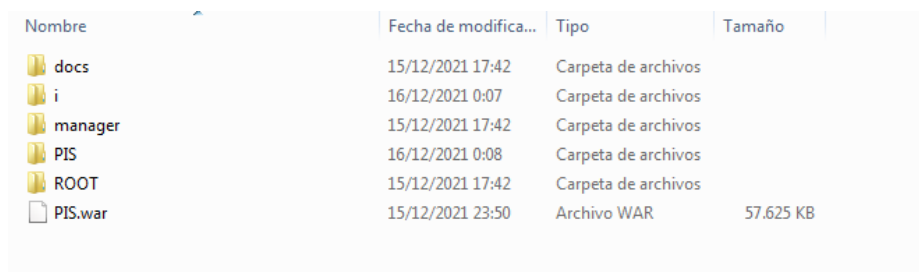 Nombre Fecha de modifica... Tipo Tamaño
docs 15/12/2021 17:42 Carpeta de archivos
i 16/12/2021 0:07 Carpeta de archivos
manager 15/12/2021 17:42 Carpeta de archivos
PIS 16/12/2021 0:08 Carpeta de archivos
ROOT 15/12/2021 17:42 Carpeta de archivos
PIS.war 15/12/2021 23:50 Archivo WAR 57.625 KB